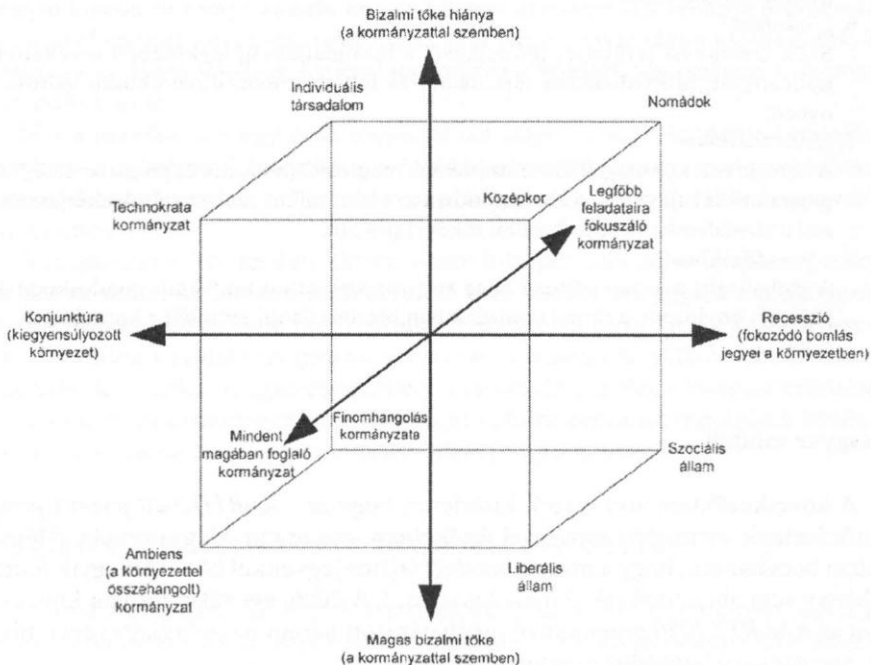 Bizalmi tőke hiánya
(a kormányzattal szemben)
Individuális
társadalom
Nomádok
Technokrata
kormányzat
Középkor
Legfőbb
feladataira
fokuszáló
kormányzat
Konjunktúra
(kiegyensúlyozott
környezet)
Recesszió
(fokozódó bomlás
jegyei a környezetben)
Finomhangolás
kormányzata
Mindent
magában foglaló
kormányzat
Szociális
állam
Ambiens
(a környezettel
összehangolt)
kormányzat
Liberális
állam
Magas bizalmi tőke
(a kormányzattal szemben)